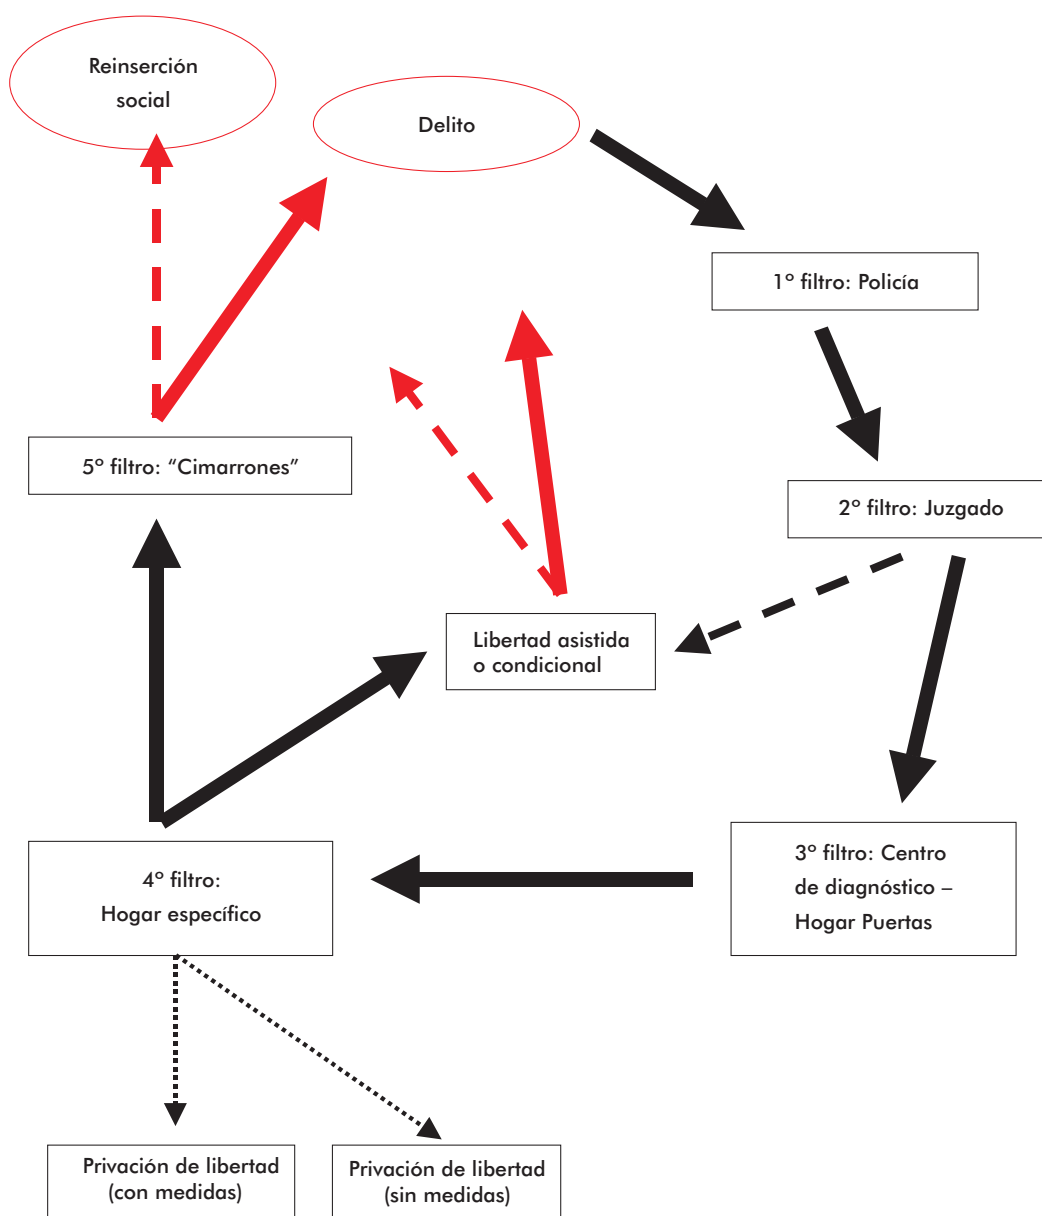 Reinserción
social
Delito
1º filtro: Policía
5º filtro: “Cimarrones”
2º filtro: Juzgado
Libertad asistida
o condicional
3º filtro: Centro
de diagnóstico –
Hogar Puertas
4º filtro:
Hogar específico
Privación de libertad
(con medidas)
Privación de libertad
(sin medidas)